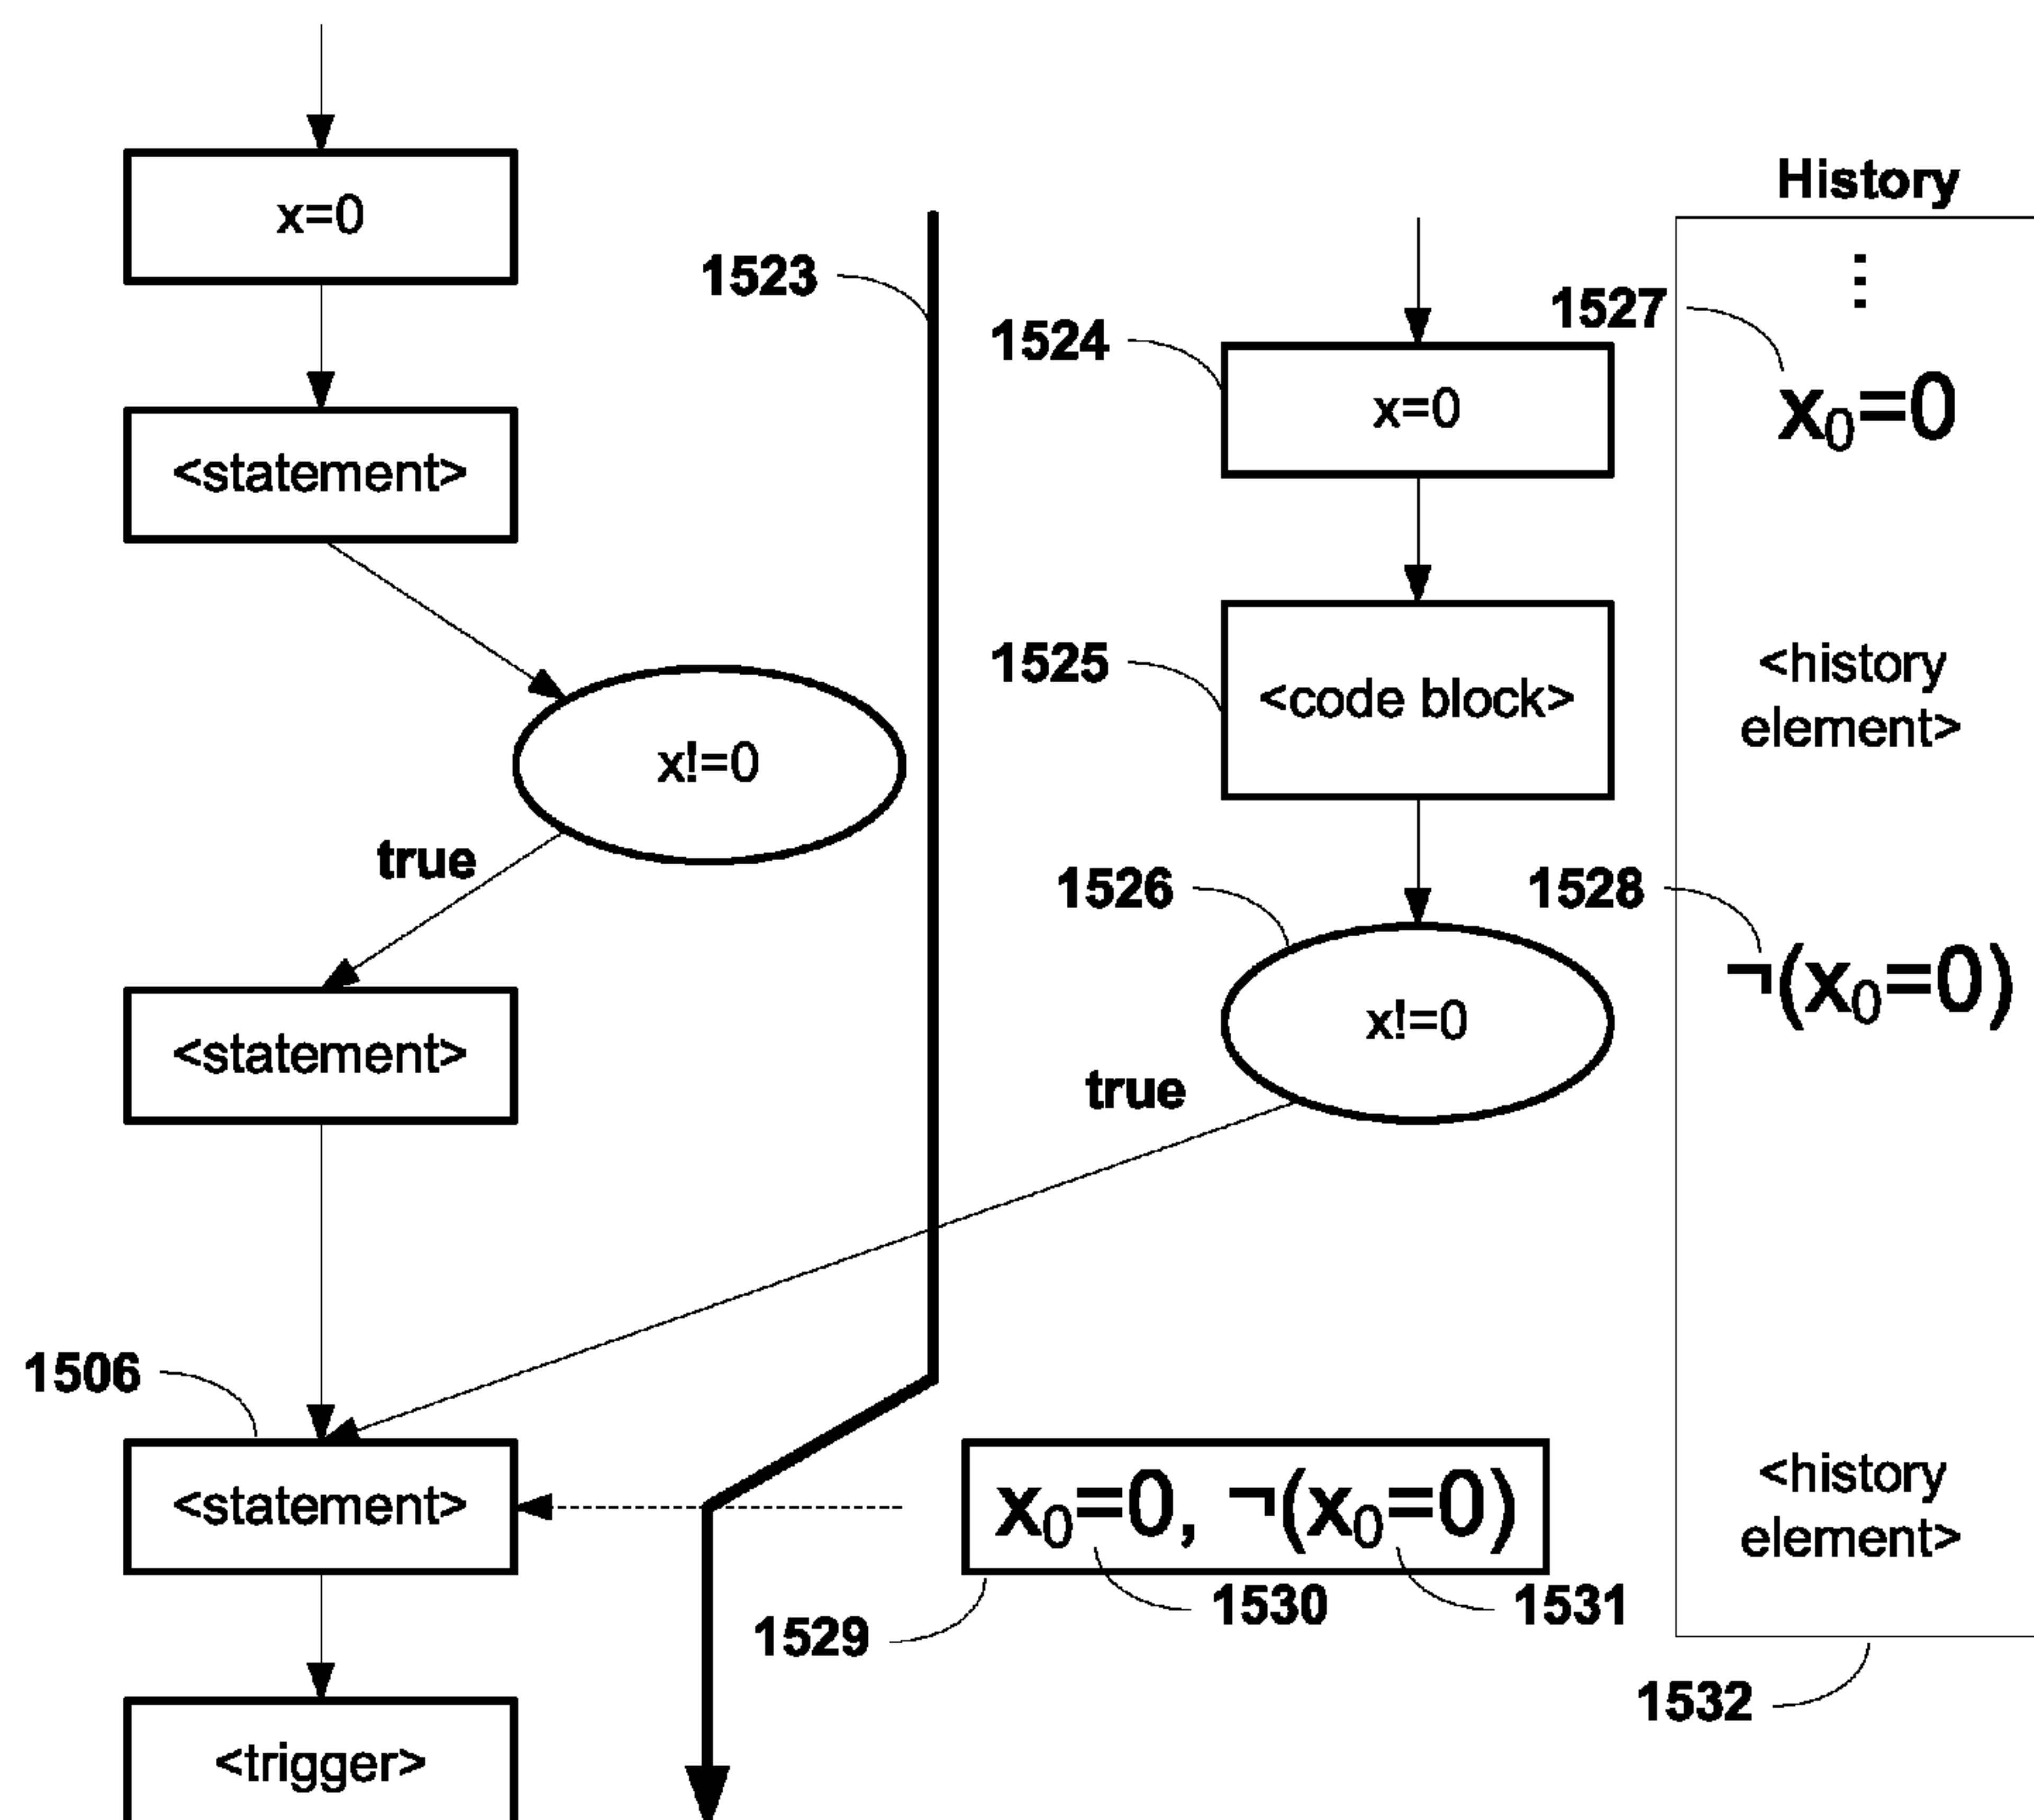 x=0
<statement>
x!=0
true
<statement>
1506
<statement>
<trigger>
1523
1524
x=0
1525
<code block>
1526
x!=0
true
x₀=0, ¬(x₀=0)
1529
1530
1531
History
⋮
1527
x₀=0
<history
element>
1528
¬(x₀=0)
<history
element>
1532